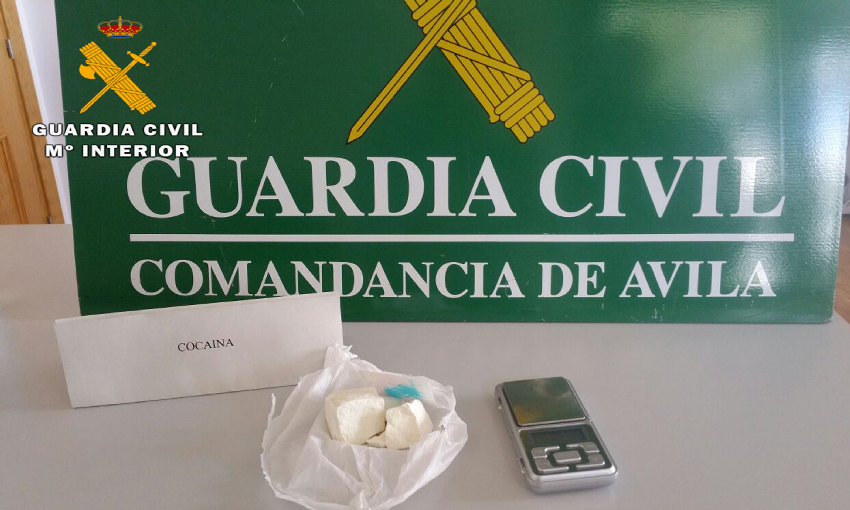 GUARDIA CIVIL
Mº INTERIOR
GUARDIA CIVIL
COMANDANCIA DE AVILA
COCAINA